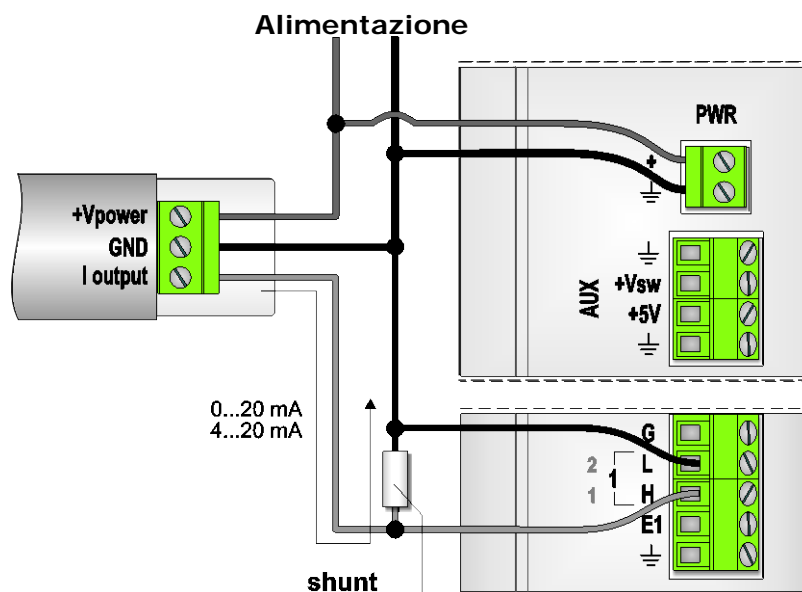 Alimentazione
PWR
+
+Vpower
GND
I output
AUX
+Vsw
+5V
0...20 mA
4...20 mA
G
2
L
1
1
H
E1
shunt